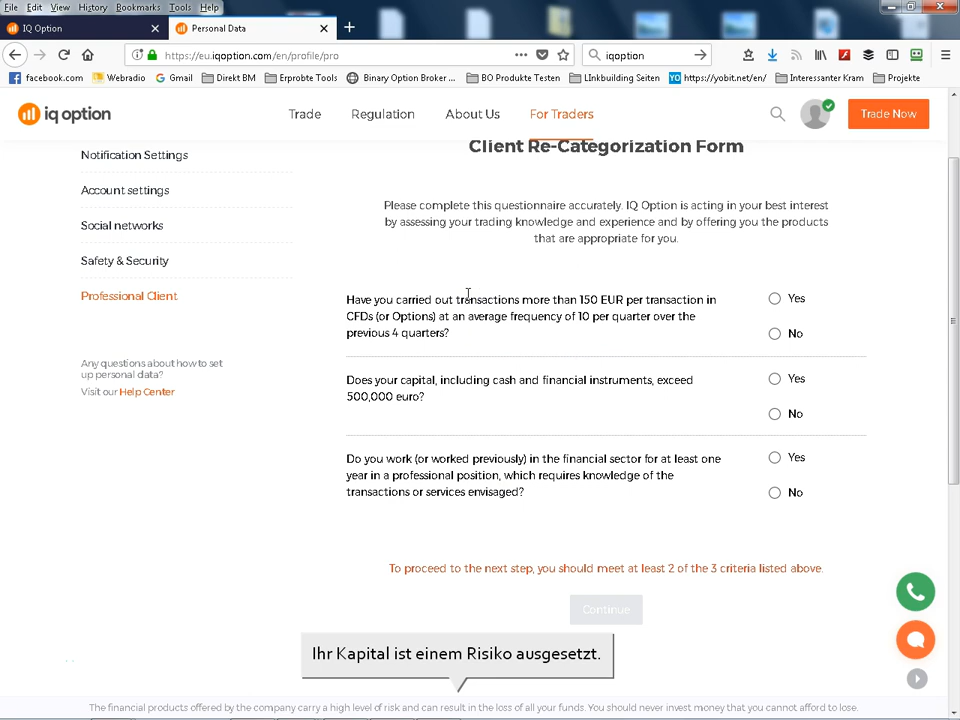 File Edit View History Bookmarks Tools Help
IQ Option
Personal Data
https://eu.iqoption.com/en/profile/pro
iqoption
facebook.com Webradio Gmail Direkt BM Erprobte Tools Binary Option Broker ... BO Produkte Testen LInkbuilding Seiten https://yobit.net/en/ Interessanter Kram Projekte
iq option
Trade Regulation About Us For Traders Trade Now
Notification Settings
Account settings
Social networks
Safety & Security
Professional Client
Any questions about how to set
up personal data?
Visit our Help Center
Client Re-Categorization Form
Please complete this questionnaire accurately. IQ Option is acting in your best interest
by assessing your trading knowledge and experience and by offering you the products
that are appropriate for you.
Have you carried out transactions more than 150 EUR per transaction in
CFDs (or Options) at an average frequency of 10 per quarter over the
previous 4 quarters?
Yes
No
Does your capital, including cash and financial instruments, exceed
500,000 euro?
Yes
No
Do you work (or worked previously) in the financial sector for at least one
year in a professional position, which requires knowledge of the
transactions or services envisaged?
Yes
No
To proceed to the next step, you should meet at least 2 of the 3 criteria listed above.
Continue
Ihr Kapital ist einem Risiko ausgesetzt.
The financial products offered by the company carry a high level of risk and can result in the loss of all your funds. You should never invest money that you cannot afford to lose.